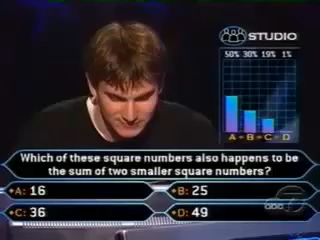 STUDIO
50% 30% 19% 1%
A B C D
Which of these square numbers also happens to be
the sum of two smaller square numbers?
A: 16
B: 25
C: 36
D: 49
abc 7